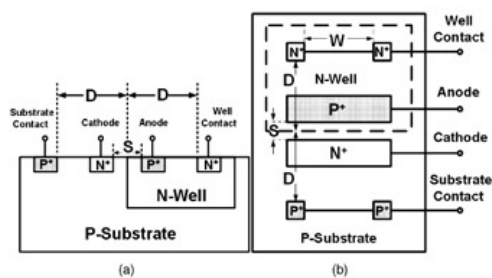 D D
Substrate Contact
Cathode
Anode
Well Contact
S
P+ N+ P+ N+
N-Well
P-Substrate
(a)
N+ W N+
Well Contact
D
N-Well
Anode
P+
S
Cathode
N+
D
Substrate Contact
P+ P+
P-Substrate
(b)